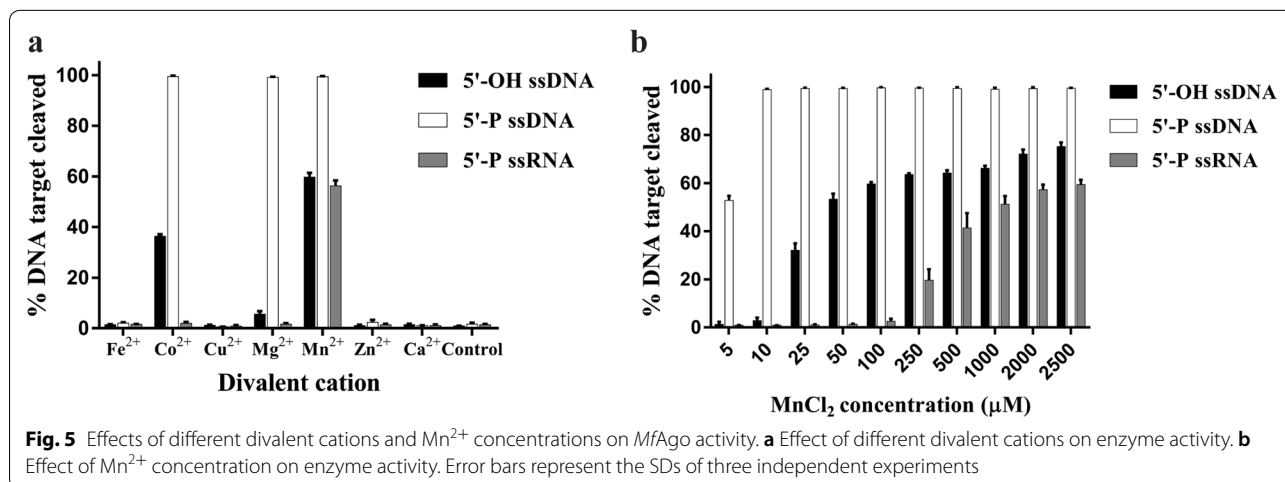 a
% DNA target cleaved
100
80
60
40
20
0
5'-OH ssDNA
5'-P ssDNA
5'-P ssRNA
Fe²⁺ Co²⁺ Cu²⁺ Mg²⁺ Mn²⁺ Zn²⁺ Ca²⁺ Control
Divalent cation
b
% DNA target cleaved
100
80
60
40
20
0
5'-OH ssDNA
5'-P ssDNA
5'-P ssRNA
5 10 25 50 100 250 500 1000 2000 2500
MnCl₂ concentration (μM)
Fig. 5 Effects of different divalent cations and Mn²⁺ concentrations on MfAgo activity. a Effect of different divalent cations on enzyme activity. b
Effect of Mn²⁺ concentration on enzyme activity. Error bars represent the SDs of three independent experiments